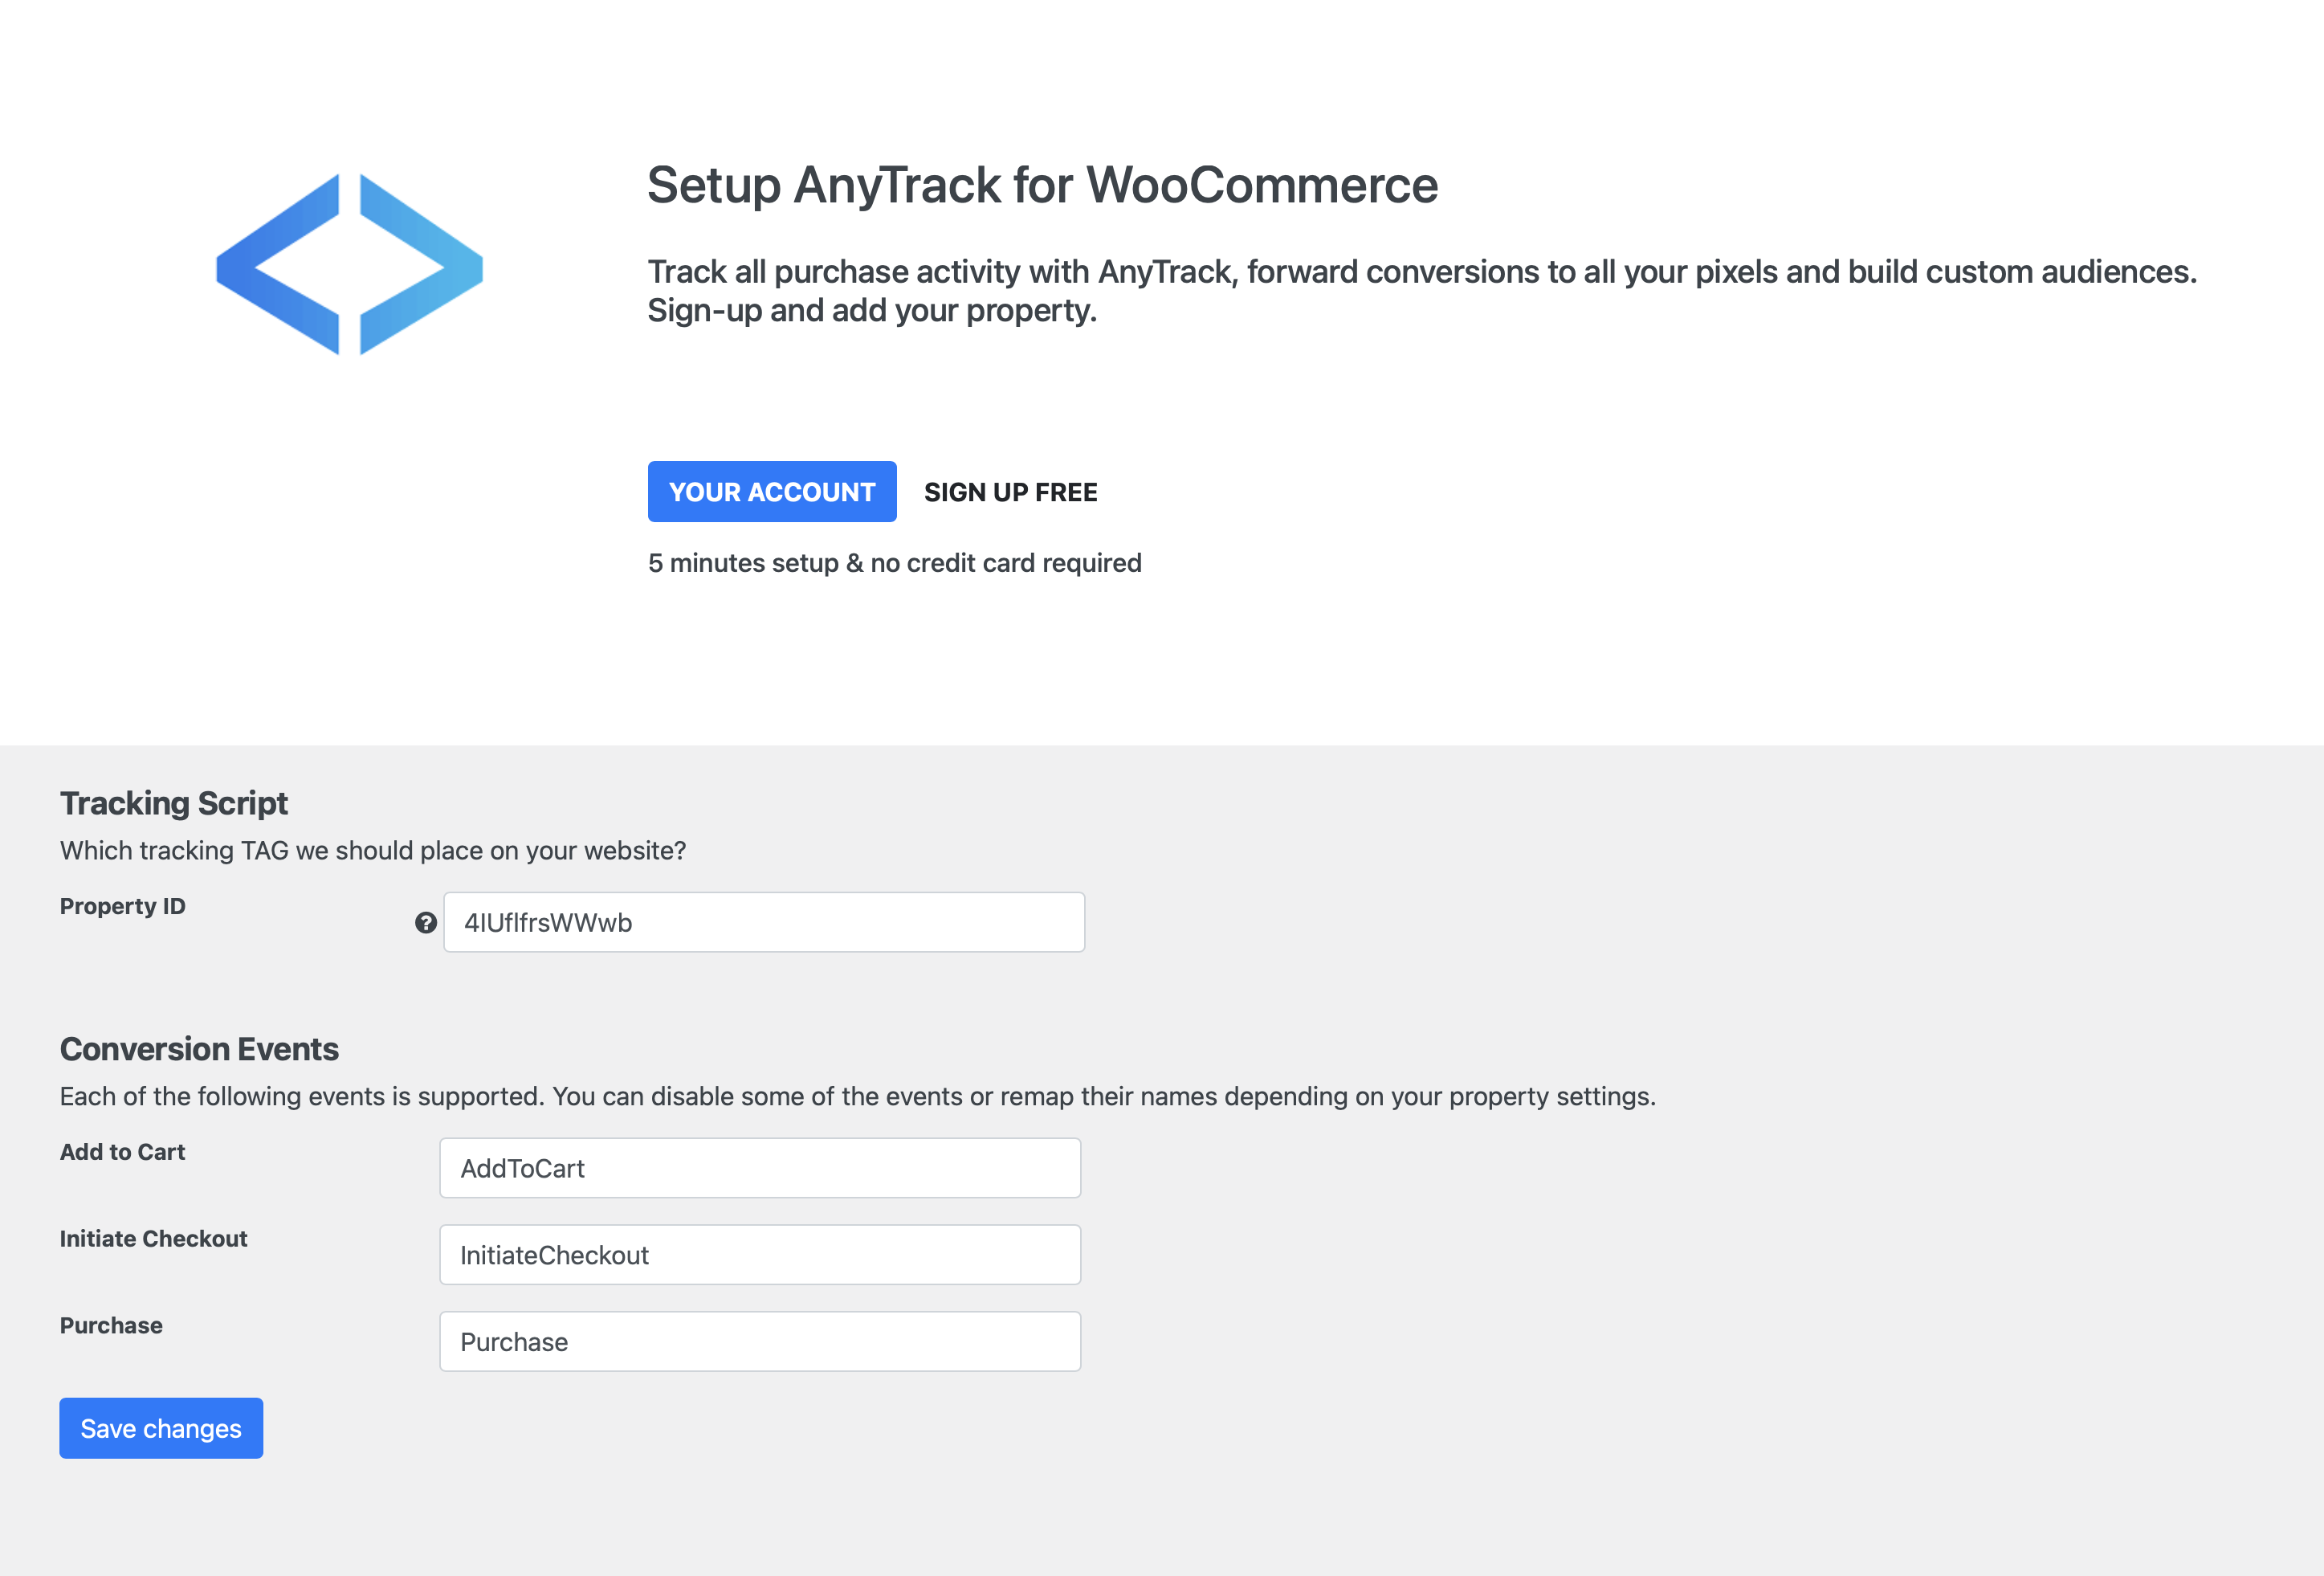 Setup AnyTrack for WooCommerce
Track all purchase activity with AnyTrack, forward conversions to all your pixels and build custom audiences.
Sign-up and add your property.
YOUR ACCOUNT SIGN UP FREE
5 minutes setup & no credit card required
Tracking Script
Which tracking TAG we should place on your website?
Property ID ? 4IUflfrsWWwb
Conversion Events
Each of the following events is supported. You can disable some of the events or remap their names depending on your property settings.
Add to Cart AddToCart
Initiate Checkout InitiateCheckout
Purchase Purchase
Save changes